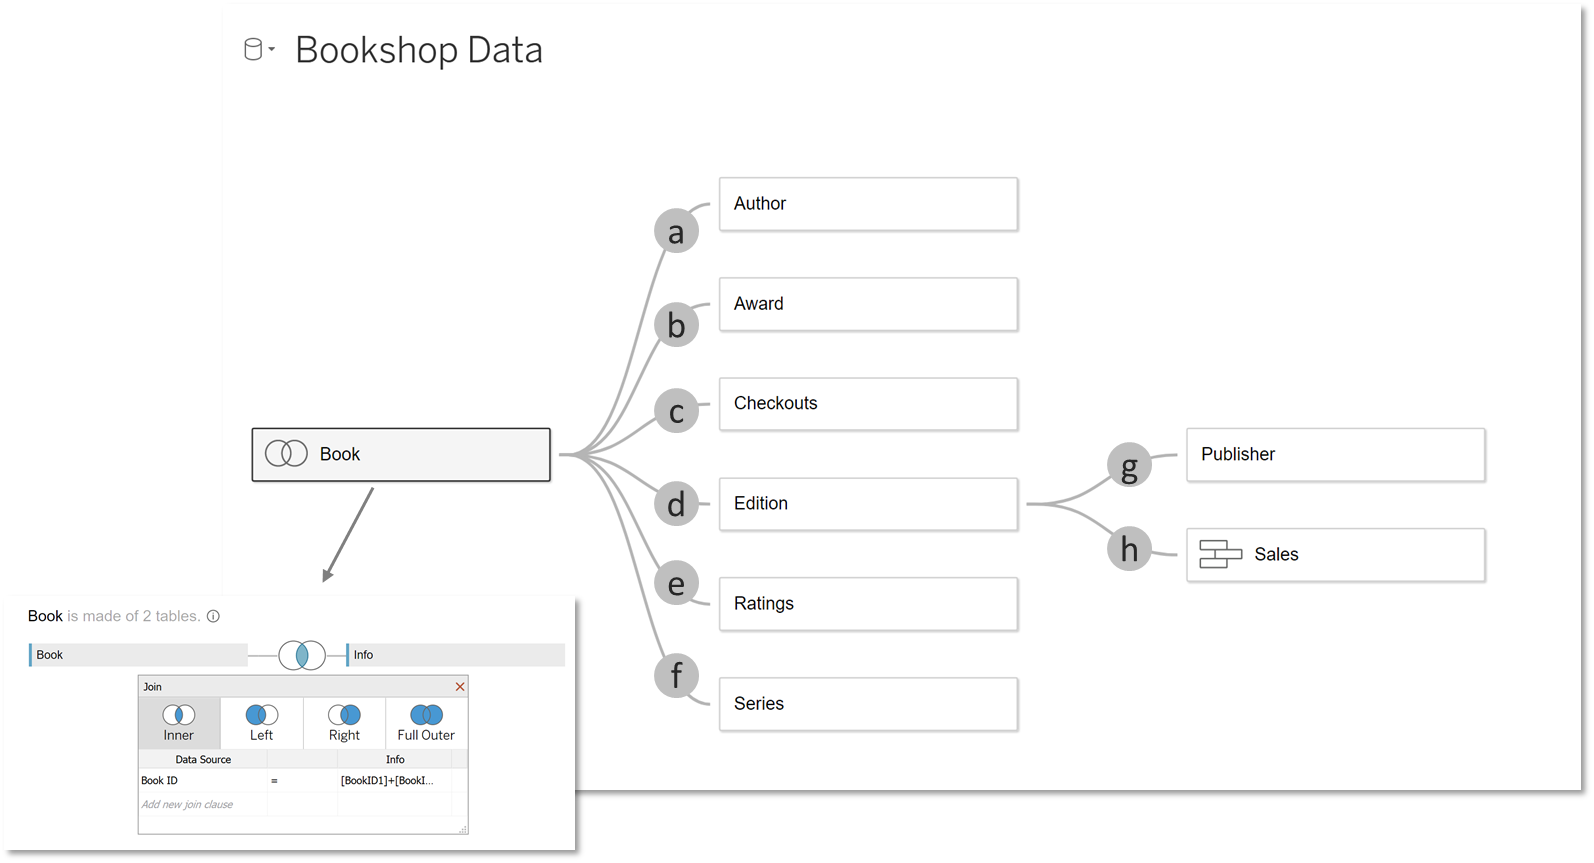 Bookshop Data
Author
a
Award
b
Checkouts
c
Book
Publisher
g
Edition
d
Sales
h
Ratings
e
Series
f
Book is made of 2 tables.
Book
Info
Join
Inner Left Right Full Outer
Data Source Info
Book ID = [BookID1]+[BookI...
Add new join clause